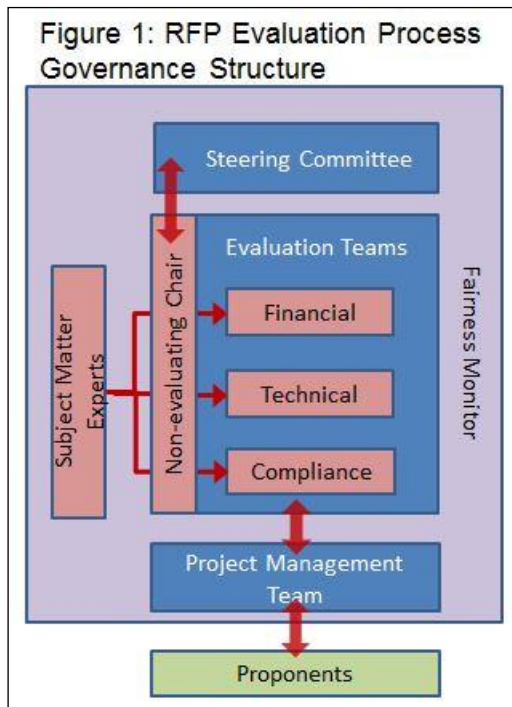 Figure 1: RFP Evaluation Process
Governance Structure
Steering Committee
Evaluation Teams
Non-evaluating Chair
Financial
Technical
Compliance
Subject Matter
Experts
Fairness Monitor
Project Management
Team
Proponents